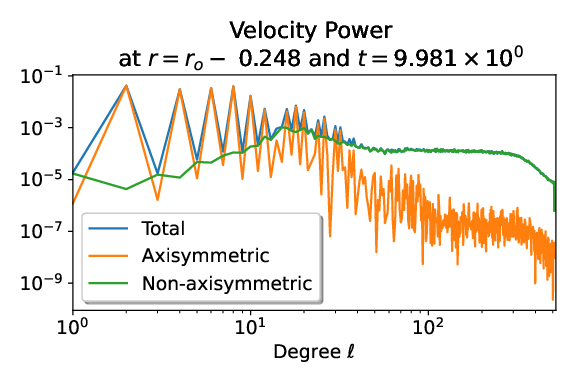 Velocity Power
at r = r_o − 0.248 and t = 9.981 × 10^0
10^−1
10^−3
10^−5
10^−7
10^−9
Total
Axisymmetric
Non-axisymmetric
10^0 10^1 10^2
Degree ℓ